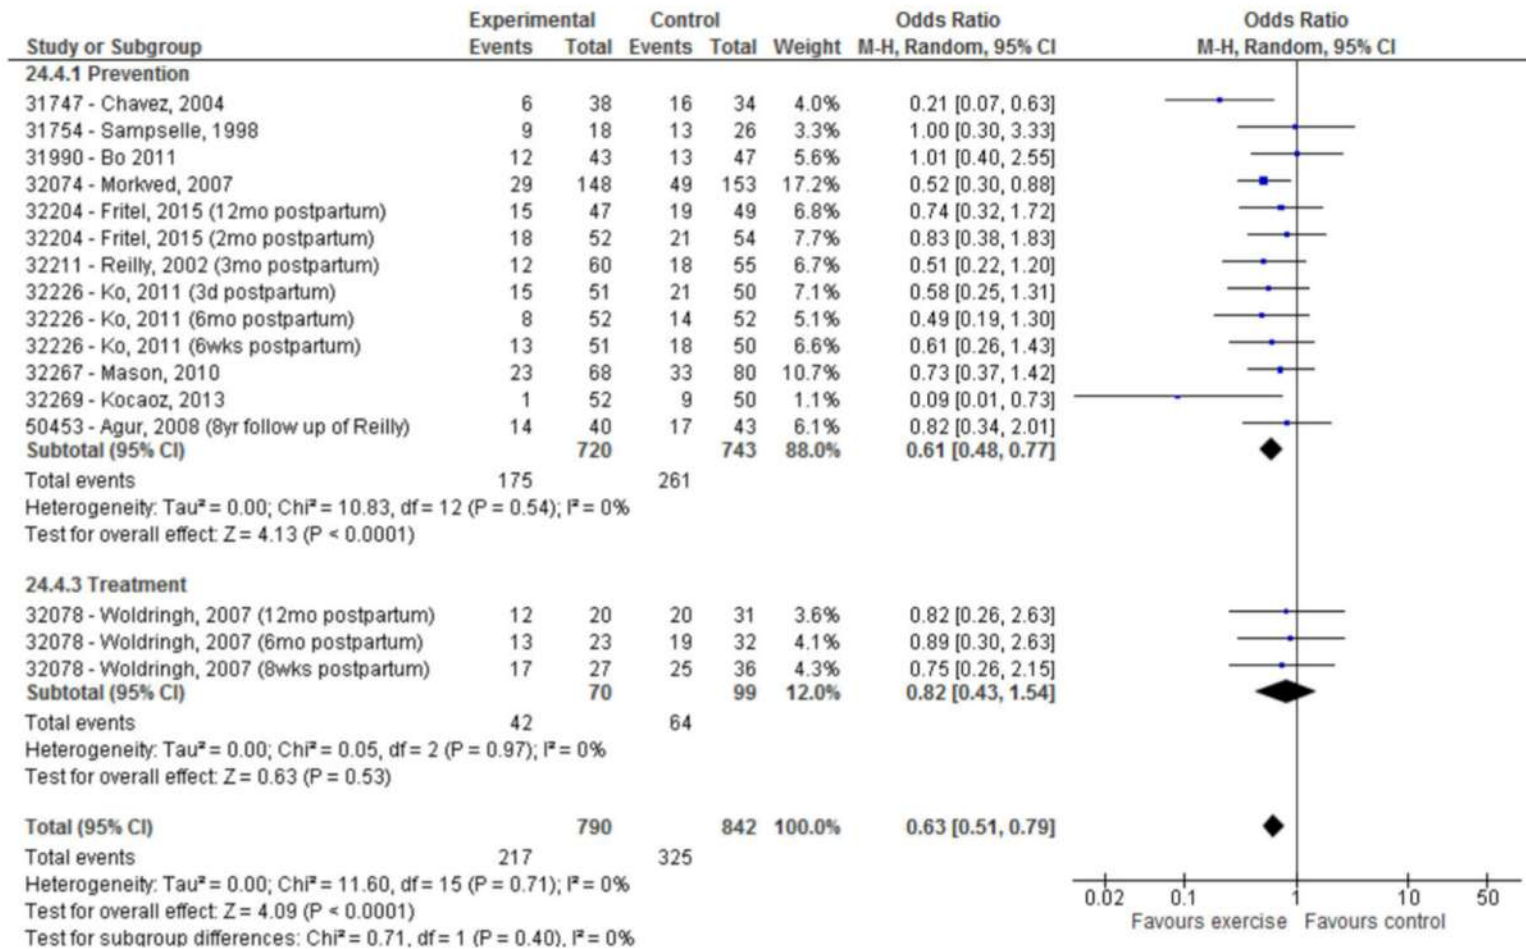 Experimental Control Odds Ratio Odds Ratio
Study or Subgroup Events Total Events Total Weight M-H, Random, 95% CI M-H, Random, 95% CI
24.4.1 Prevention
31747 - Chavez, 2004 6 38 16 34 4.0% 0.21 [0.07, 0.63]
31754 - Sampselle, 1998 9 18 13 26 3.3% 1.00 [0.30, 3.33]
31990 - Bo 2011 12 43 13 47 5.6% 1.01 [0.40, 2.55]
32074 - Morkved, 2007 29 148 49 153 17.2% 0.52 [0.30, 0.88]
32204 - Fritel, 2015 (12mo postpartum) 15 47 19 49 6.8% 0.74 [0.32, 1.72]
32204 - Fritel, 2015 (2mo postpartum) 18 52 21 54 7.7% 0.83 [0.38, 1.83]
32211 - Reilly, 2002 (3mo postpartum) 12 60 18 55 6.7% 0.51 [0.22, 1.20]
32226 - Ko, 2011 (3d postpartum) 15 51 21 50 7.1% 0.58 [0.25, 1.31]
32226 - Ko, 2011 (6mo postpartum) 8 52 14 52 5.1% 0.49 [0.19, 1.30]
32226 - Ko, 2011 (6wks postpartum) 13 51 18 50 6.6% 0.61 [0.26, 1.43]
32267 - Mason, 2010 23 68 33 80 10.7% 0.73 [0.37, 1.42]
32269 - Kocaoz, 2013 1 52 9 50 1.1% 0.09 [0.01, 0.73]
50453 - Agur, 2008 (8yr follow up of Reilly) 14 40 17 43 6.1% 0.82 [0.34, 2.01]
Subtotal (95% CI) 720 743 88.0% 0.61 [0.48, 0.77]
Total events 175 261
Heterogeneity: Tau² = 0.00; Chi² = 10.83, df = 12 (P = 0.54); I² = 0%
Test for overall effect: Z = 4.13 (P < 0.0001)
24.4.3 Treatment
32078 - Woldringh, 2007 (12mo postpartum) 12 20 20 31 3.6% 0.82 [0.26, 2.63]
32078 - Woldringh, 2007 (6mo postpartum) 13 23 19 32 4.1% 0.89 [0.30, 2.63]
32078 - Woldringh, 2007 (8wks postpartum) 17 27 25 36 4.3% 0.75 [0.26, 2.15]
Subtotal (95% CI) 70 99 12.0% 0.82 [0.43, 1.54]
Total events 42 64
Heterogeneity: Tau² = 0.00; Chi² = 0.05, df = 2 (P = 0.97); I² = 0%
Test for overall effect: Z = 0.63 (P = 0.53)
Total (95% CI) 790 842 100.0% 0.63 [0.51, 0.79]
Total events 217 325
Heterogeneity: Tau² = 0.00; Chi² = 11.60, df = 15 (P = 0.71); I² = 0%
Test for overall effect: Z = 4.09 (P < 0.0001)
Test for subgroup differences: Chi² = 0.71, df = 1 (P = 0.40), I² = 0%
0.02 0.1 1 10 50
Favours exercise Favours control